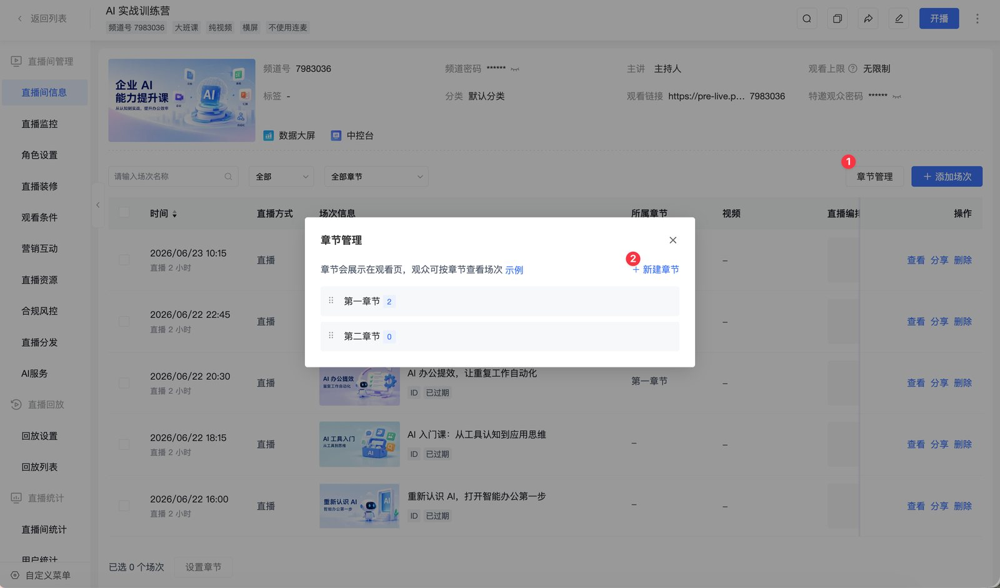 返回列表
AI 实战训练营
频道号 7983036 大班课 纯视频 横屏 不使用连麦
开播
直播间管理
直播间信息
直播监控
角色设置
直播装修
观看条件
营销互动
直播资源
合规风控
直播分发
AI服务
直播回放
回放设置
回放列表
直播统计
直播间统计
用户统计
自定义菜单
企业 AI
能力提升课
从认知到实战，提升办公效率
AI
频道号 7983036
频道密码 ******
主讲 主持人
观看上限 ? 无限制
标签 -
分类 默认分类
观看链接 https://pre-live.p... 7983036
特邀观众密码 ******
数据大屏 中控台
请输入场次名称
全部
全部章节
1
章节管理
+ 添加场次
时间 直播方式 场次信息 所属章节 视频 直播编排 操作
2026/06/23 10:15
直播 2 小时
直播
–
查看 分享 删除
2026/06/22 22:45
直播 2 小时
直播
–
查看 分享 删除
章节管理
章节会展示在观看页，观众可按章节查看场次 示例
2
+ 新建章节
第一章节 2
第二章节 0
2026/06/22 20:30
直播 2 小时
直播
AI 办公提效
重复工作自动化
AI 办公提效，让重复工作自动化
ID 已过期
第一章节
–
查看 分享 删除
2026/06/22 18:15
直播 2 小时
直播
AI 工具入门
从工具到思维
AI
AI 入门课：从工具认知到应用思维
ID 已过期
–
–
查看 分享 删除
2026/06/22 16:00
直播 2 小时
直播
重新认识 AI
智能办公第一步
AI
重新认识 AI，打开智能办公第一步
ID 已过期
–
–
查看 分享 删除
已选 0 个场次 设置章节